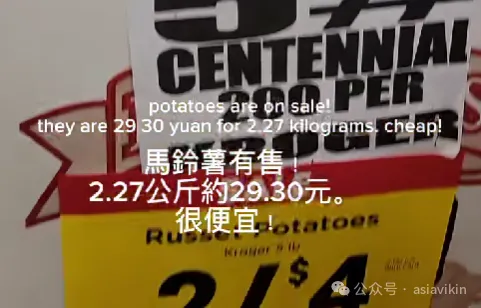 CENTENNIAL
potatoes are on sale!
they are 29 30 yuan for 2.27 kilograms. cheap!
馬鈴薯有售！
2.27公斤約29.30元。
很便宜！
Russet Potatoes
Kroger 5 lb
2/$4
公众号 · asiavikin